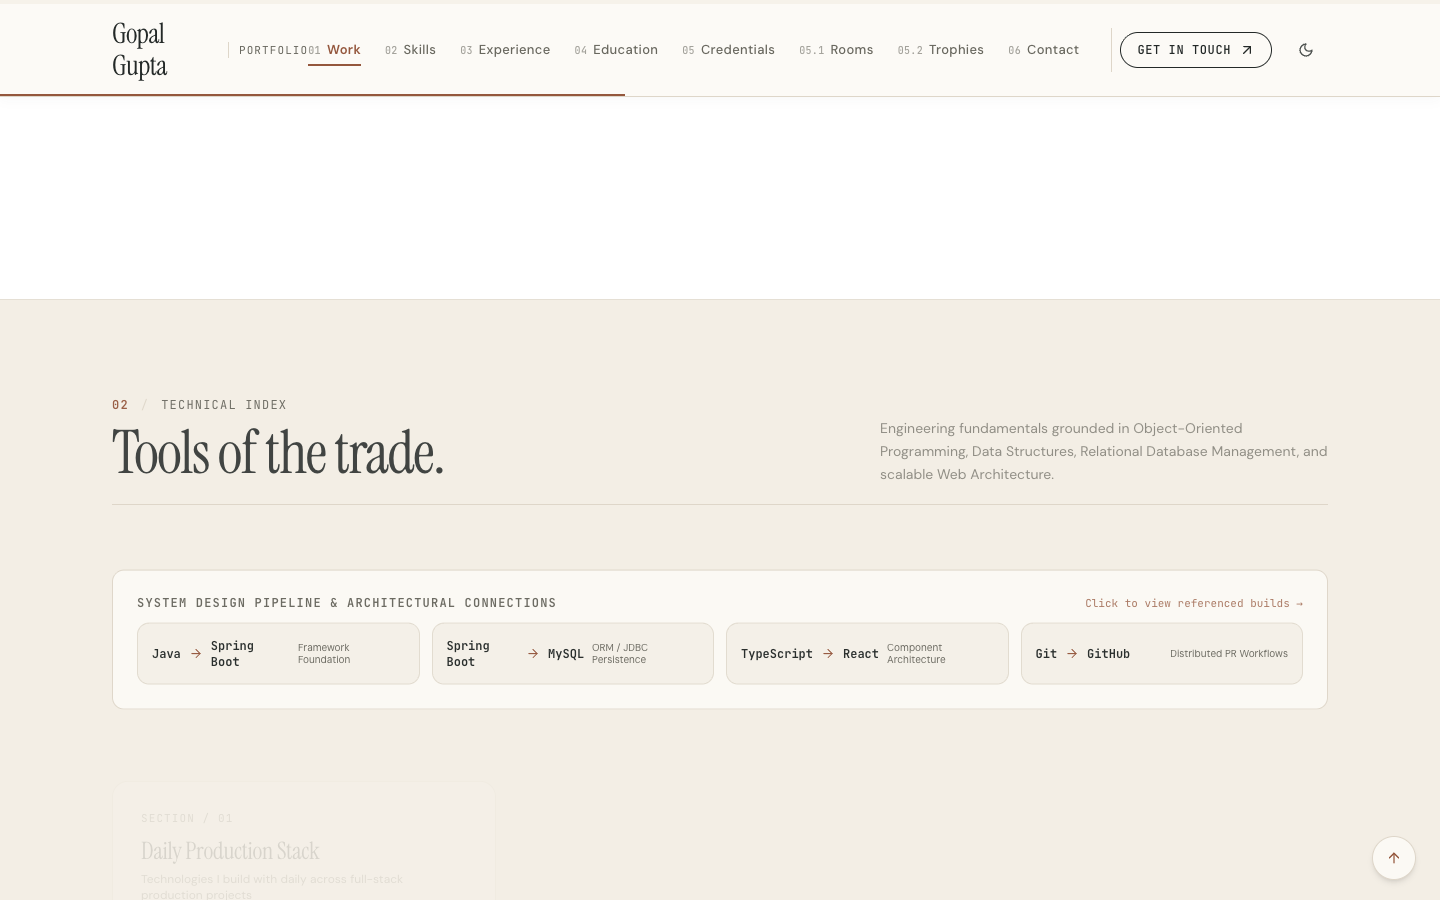 Gopal
Gupta
PORTFOLIO
01 Work
02 Skills
03 Experience
04 Education
05 Credentials
05.1 Rooms
05.2 Trophies
06 Contact
GET IN TOUCH
02 / TECHNICAL INDEX
Tools of the trade.
Engineering fundamentals grounded in Object-Oriented
Programming, Data Structures, Relational Database Management, and
scalable Web Architecture.
SYSTEM DESIGN PIPELINE & ARCHITECTURAL CONNECTIONS
Click to view referenced builds →
Java → Spring
Boot
Framework
Foundation
Spring
Boot → MySQL
ORM / JDBC
Persistence
TypeScript → React
Component
Architecture
Git → GitHub
Distributed PR Workflows
SECTION / 01
Daily Production Stack
Technologies I build with daily across full-stack
production projects